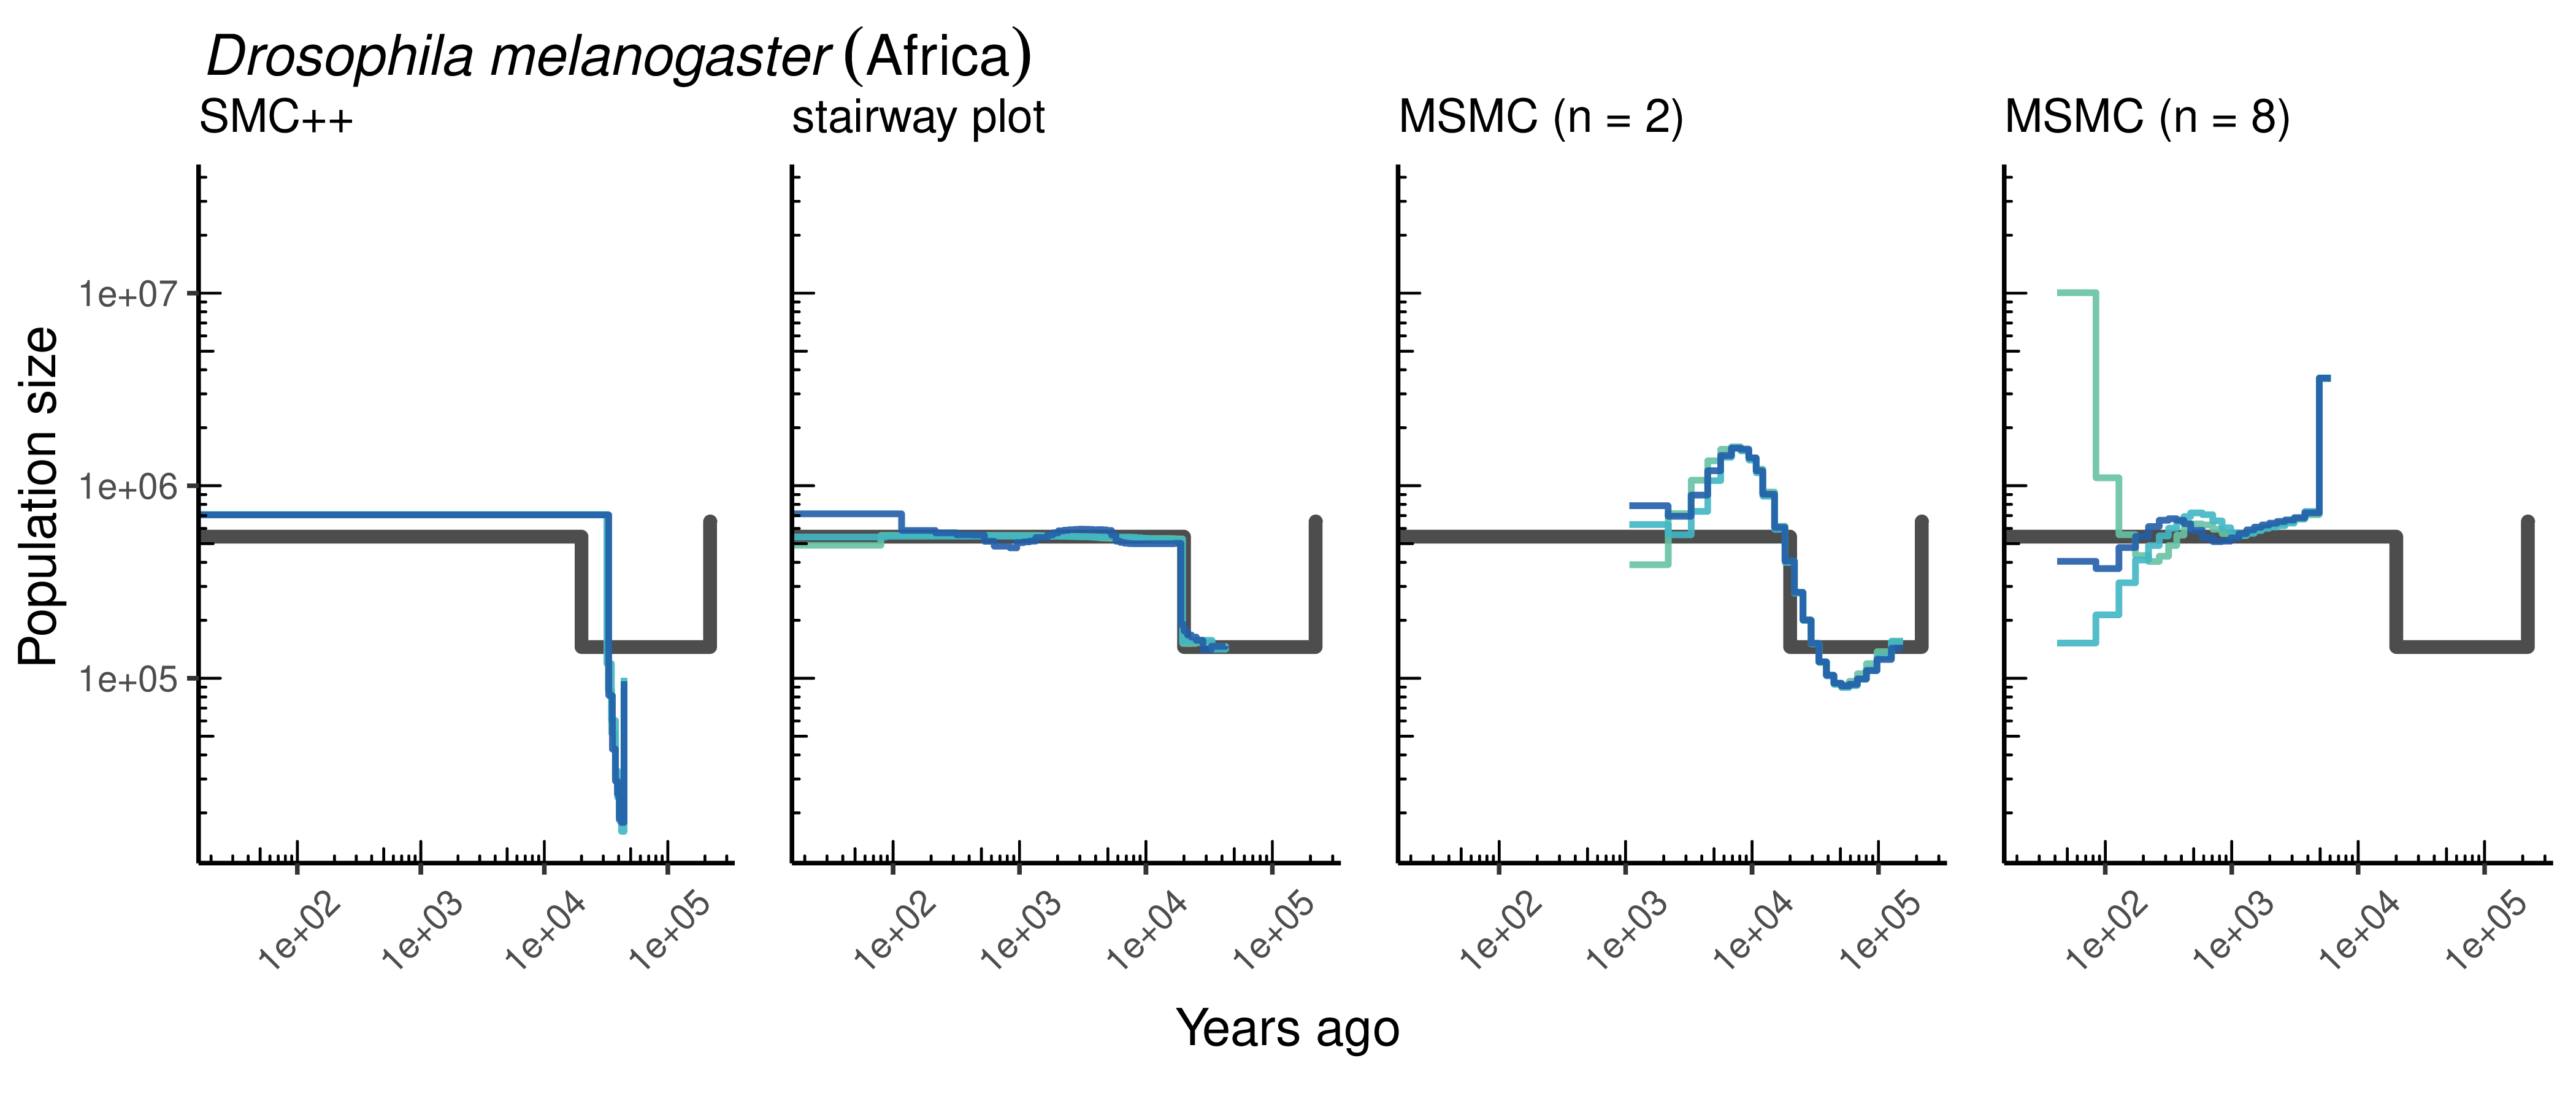 Drosophila melanogaster (Africa)
SMC++
stairway plot
MSMC (n = 2)
MSMC (n = 8)
Population size
1e+07
1e+06
1e+05
1e+02
1e+03
1e+04
1e+05
1e+02
1e+03
1e+04
1e+05
1e+02
1e+03
1e+04
1e+05
1e+02
1e+03
1e+04
1e+05
Years ago